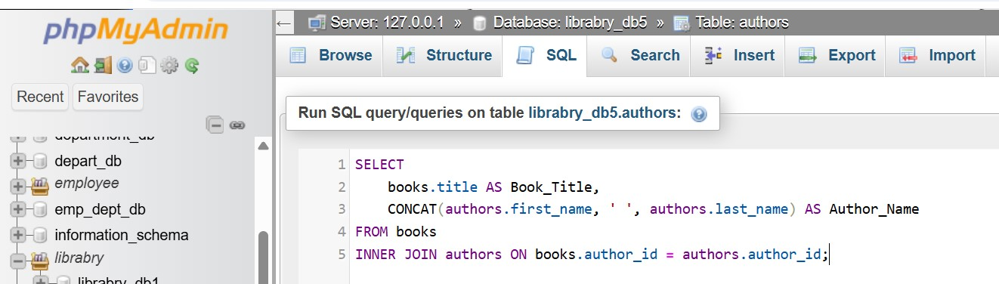 phpMyAdmin
Recent Favorites
department_db
depart_db
employee
emp_dept_db
information_schema
librabry
librabry_db1
Server: 127.0.0.1 » Database: librabry_db5 » Table: authors
Browse Structure SQL Search Insert Export Import
Run SQL query/queries on table librabry_db5.authors:
1 SELECT
2 books.title AS Book_Title,
3 CONCAT(authors.first_name, ' ', authors.last_name) AS Author_Name
4 FROM books
5 INNER JOIN authors ON books.author_id = authors.author_id;